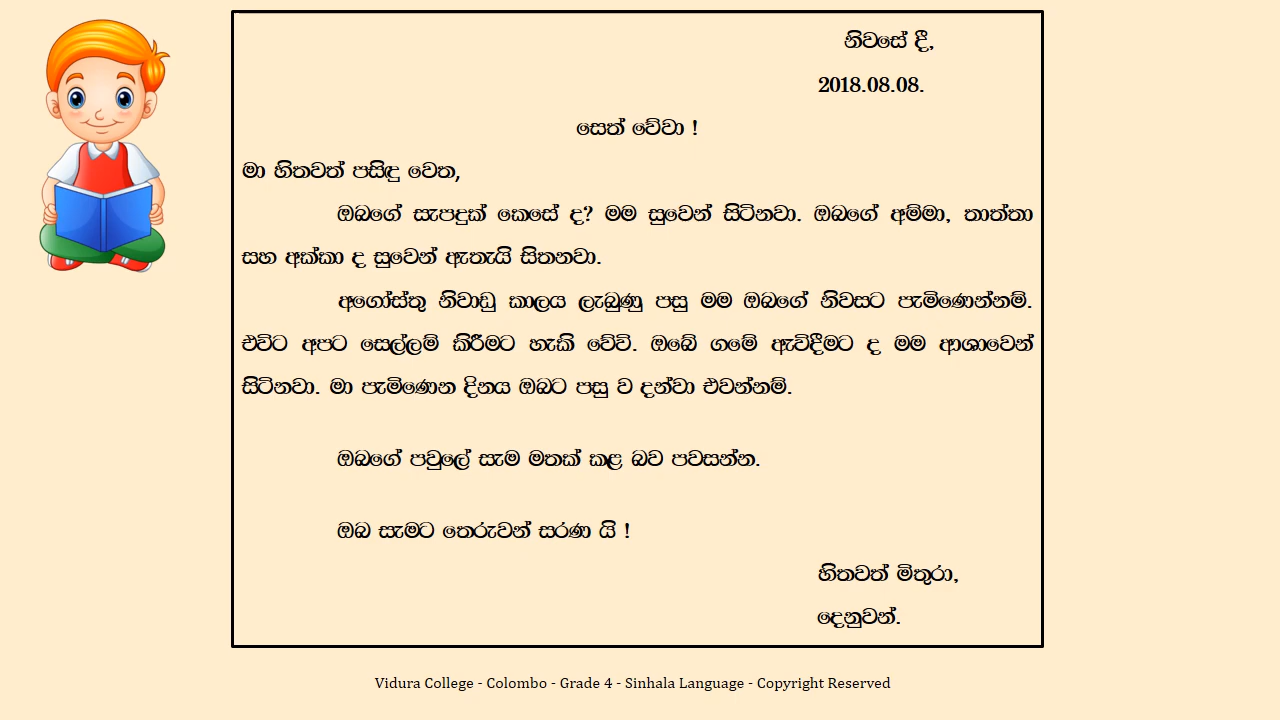 නිවසේ දී,
2018.08.08.
සෙත් වේවා !
මා හිතවත් පසිඳු වෙත,
ඔබගේ සැපදුක් කෙසේ ද? මම සුවෙන් සිටිනවා. ඔබගේ අම්මා, තාත්තා
සහ අක්කා ද සුවෙන් ඇතැයි සිතනවා.
අගෝස්තු නිවාඩු කාලය ලැබුණු පසු මම ඔබගේ නිවසට පැමිණෙන්නම්.
එවිට අපට සෙල්ලම් කිරීමට හැකි වේවි. ඔබේ ගමේ ඇවිදීමට ද මම ආශාවෙන්
සිටිනවා. මා පැමිණෙන දිනය ඔබට පසු ව දන්වා එවන්නම්.
ඔබගේ පවුලේ සැම මතක් කළ බව පවසන්න.
ඔබ සැමට තෙරුවන් සරණ යි !
හිතවත් මිතුරා,
දෙනුවන්.
Vidura College - Colombo - Grade 4 - Sinhala Language - Copyright Reserved